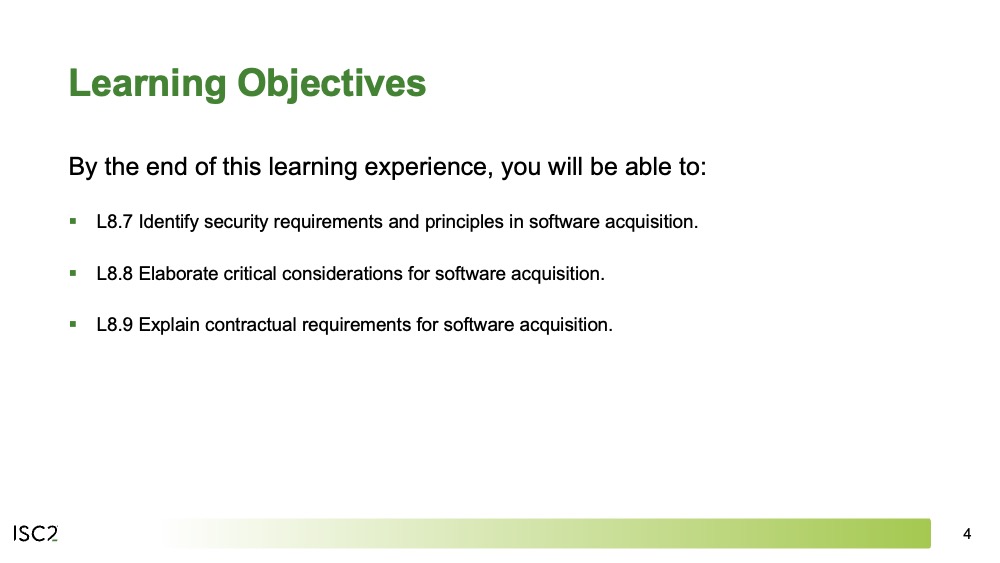 Learning Objectives
By the end of this learning experience, you will be able to:
▪ L8.7 Identify security requirements and principles in software acquisition.
▪ L8.8 Elaborate critical considerations for software acquisition.
▪ L8.9 Explain contractual requirements for software acquisition.
ISC2
4